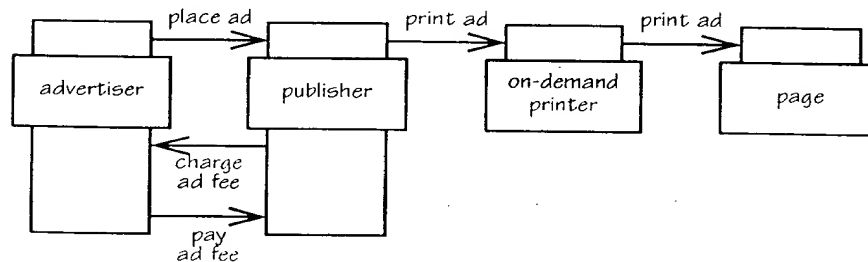 place ad
print ad
print ad
advertiser
publisher
on-demand
printer
page
charge
ad fee
pay
ad fee